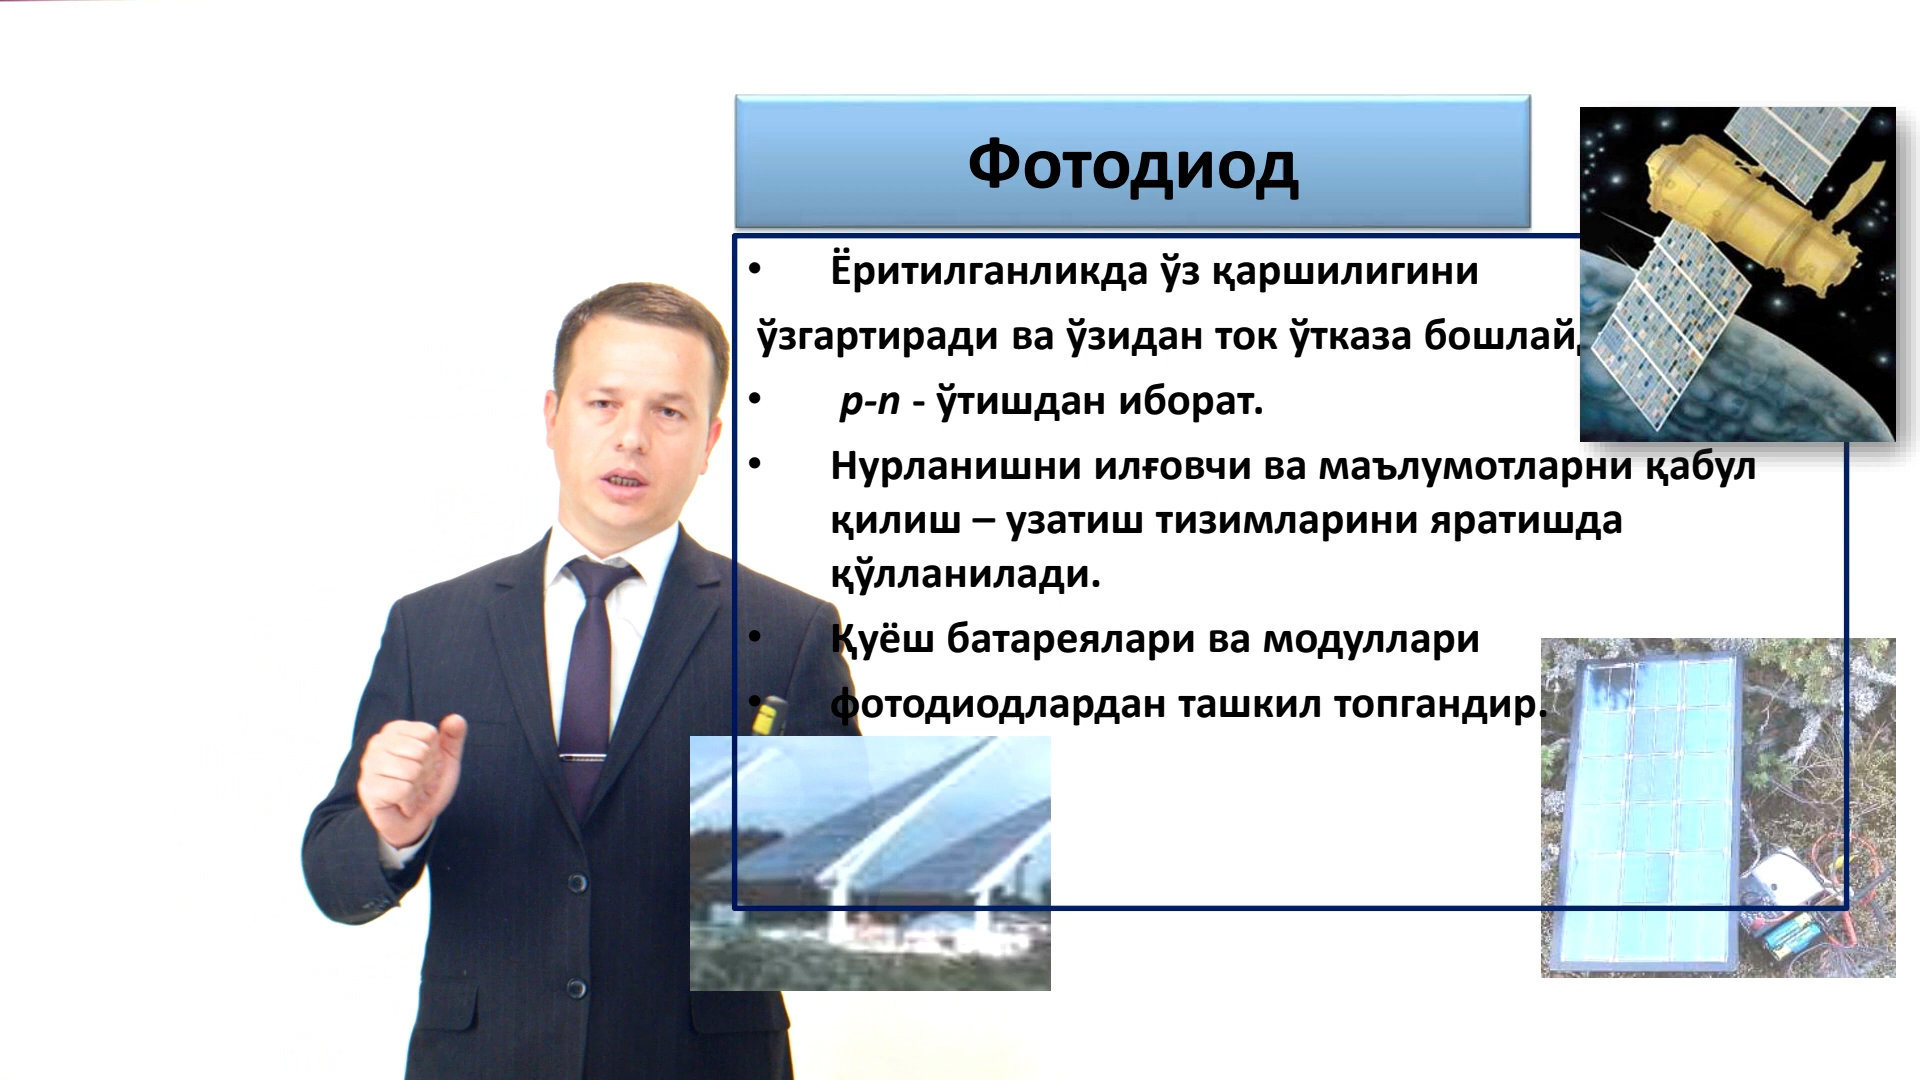 Фотодиод
• Ёритилганликда ўз қаршилигини
ўзгартиради ва ўзидан ток ўтказа
• p-n - ўтишдан иборат.
• Нурланишни илғовчи ва маълумотларни қабул
қилиш – узатиш тизимларини яратишда
қўлланилади.
• Қуёш батареялари ва модуллари
• фотодиодлардан ташкил топгандир.